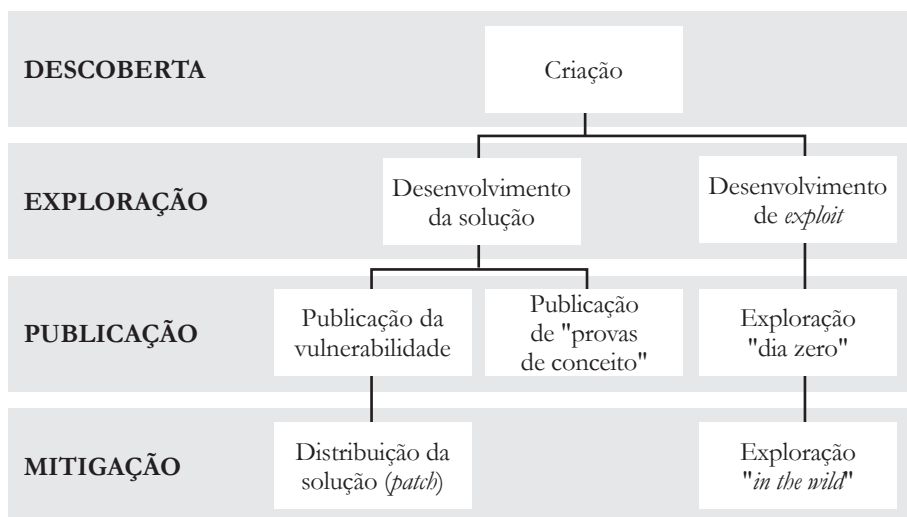 DESCOBERTA
Criação
EXPLORAÇÃO
Desenvolvimento
da solução
Desenvolvimento
de exploit
PUBLICAÇÃO
Publicação da
vulnerabilidade
Publicação
de "provas
de conceito"
Exploração
"dia zero"
MITIGAÇÃO
Distribuição da
solução (patch)
Exploração
"in the wild"